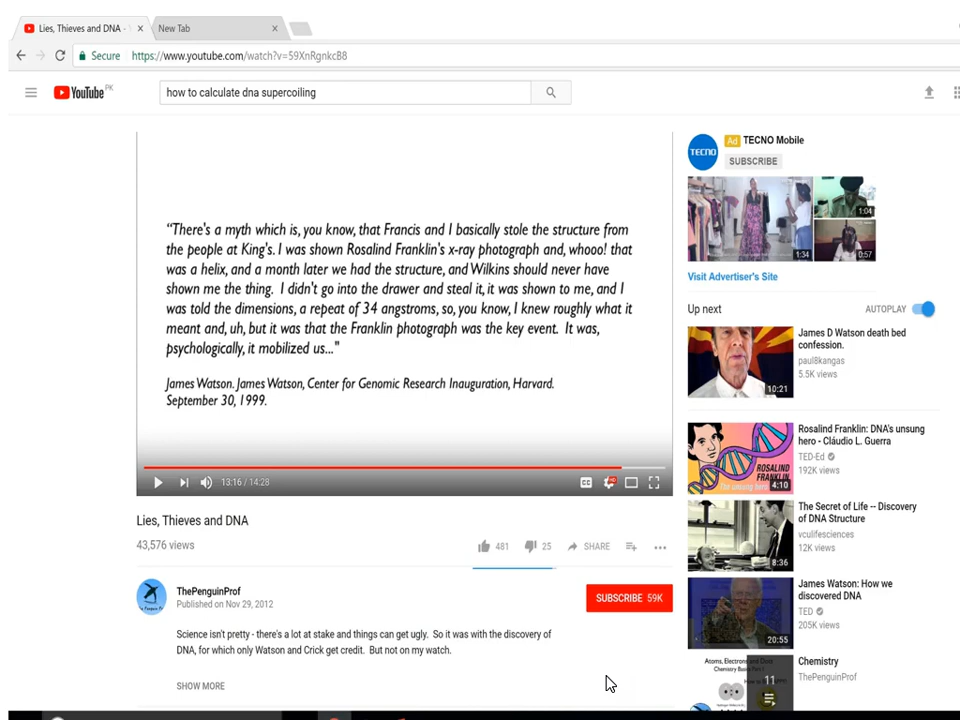 Lies, Thieves and DNA -
New Tab
Secure https://www.youtube.com/watch?v=59XnRgnkcB8
YouTube PK
how to calculate dna supercoiling
"There's a myth which is, you know, that Francis and I basically stole the structure from
the people at King's. I was shown Rosalind Franklin's x-ray photograph and, whooo! that
was a helix, and a month later we had the structure, and Wilkins should never have
shown me the thing. I didn't go into the drawer and steal it, it was shown to me, and I
was told the dimensions, a repeat of 34 angstroms, so, you know, I knew roughly what it
meant and, uh, but it was that the Franklin photograph was the key event. It was,
psychologically, it mobilized us..."
James Watson. James Watson, Center for Genomic Research Inauguration, Harvard.
September 30, 1999.
13:16 / 14:28
CC
HD
Lies, Thieves and DNA
43,576 views
481
25
SHARE
ThePenguinProf
Published on Nov 29, 2012
SUBSCRIBE 59K
Science isn't pretty - there's a lot at stake and things can get ugly. So it was with the discovery of
DNA, for which only Watson and Crick get credit. But not on my watch.
SHOW MORE
TECNO
Ad TECNO Mobile
SUBSCRIBE
1:34
1:04
0:57
Visit Advertiser's Site
Up next
AUTOPLAY
James D Watson death bed
confession.
paul8kangas
5.5K views
10:21
Rosalind Franklin: DNA's unsung
hero - Cláudio L. Guerra
TED-Ed
192K views
ROSALIND
FRANKLIN
4:10
The Secret of Life -- Discovery
of DNA Structure
vculifesciences
12K views
8:36
James Watson: How we
discovered DNA
TED
205K views
20:55
Chemistry
ThePenguinProf
11